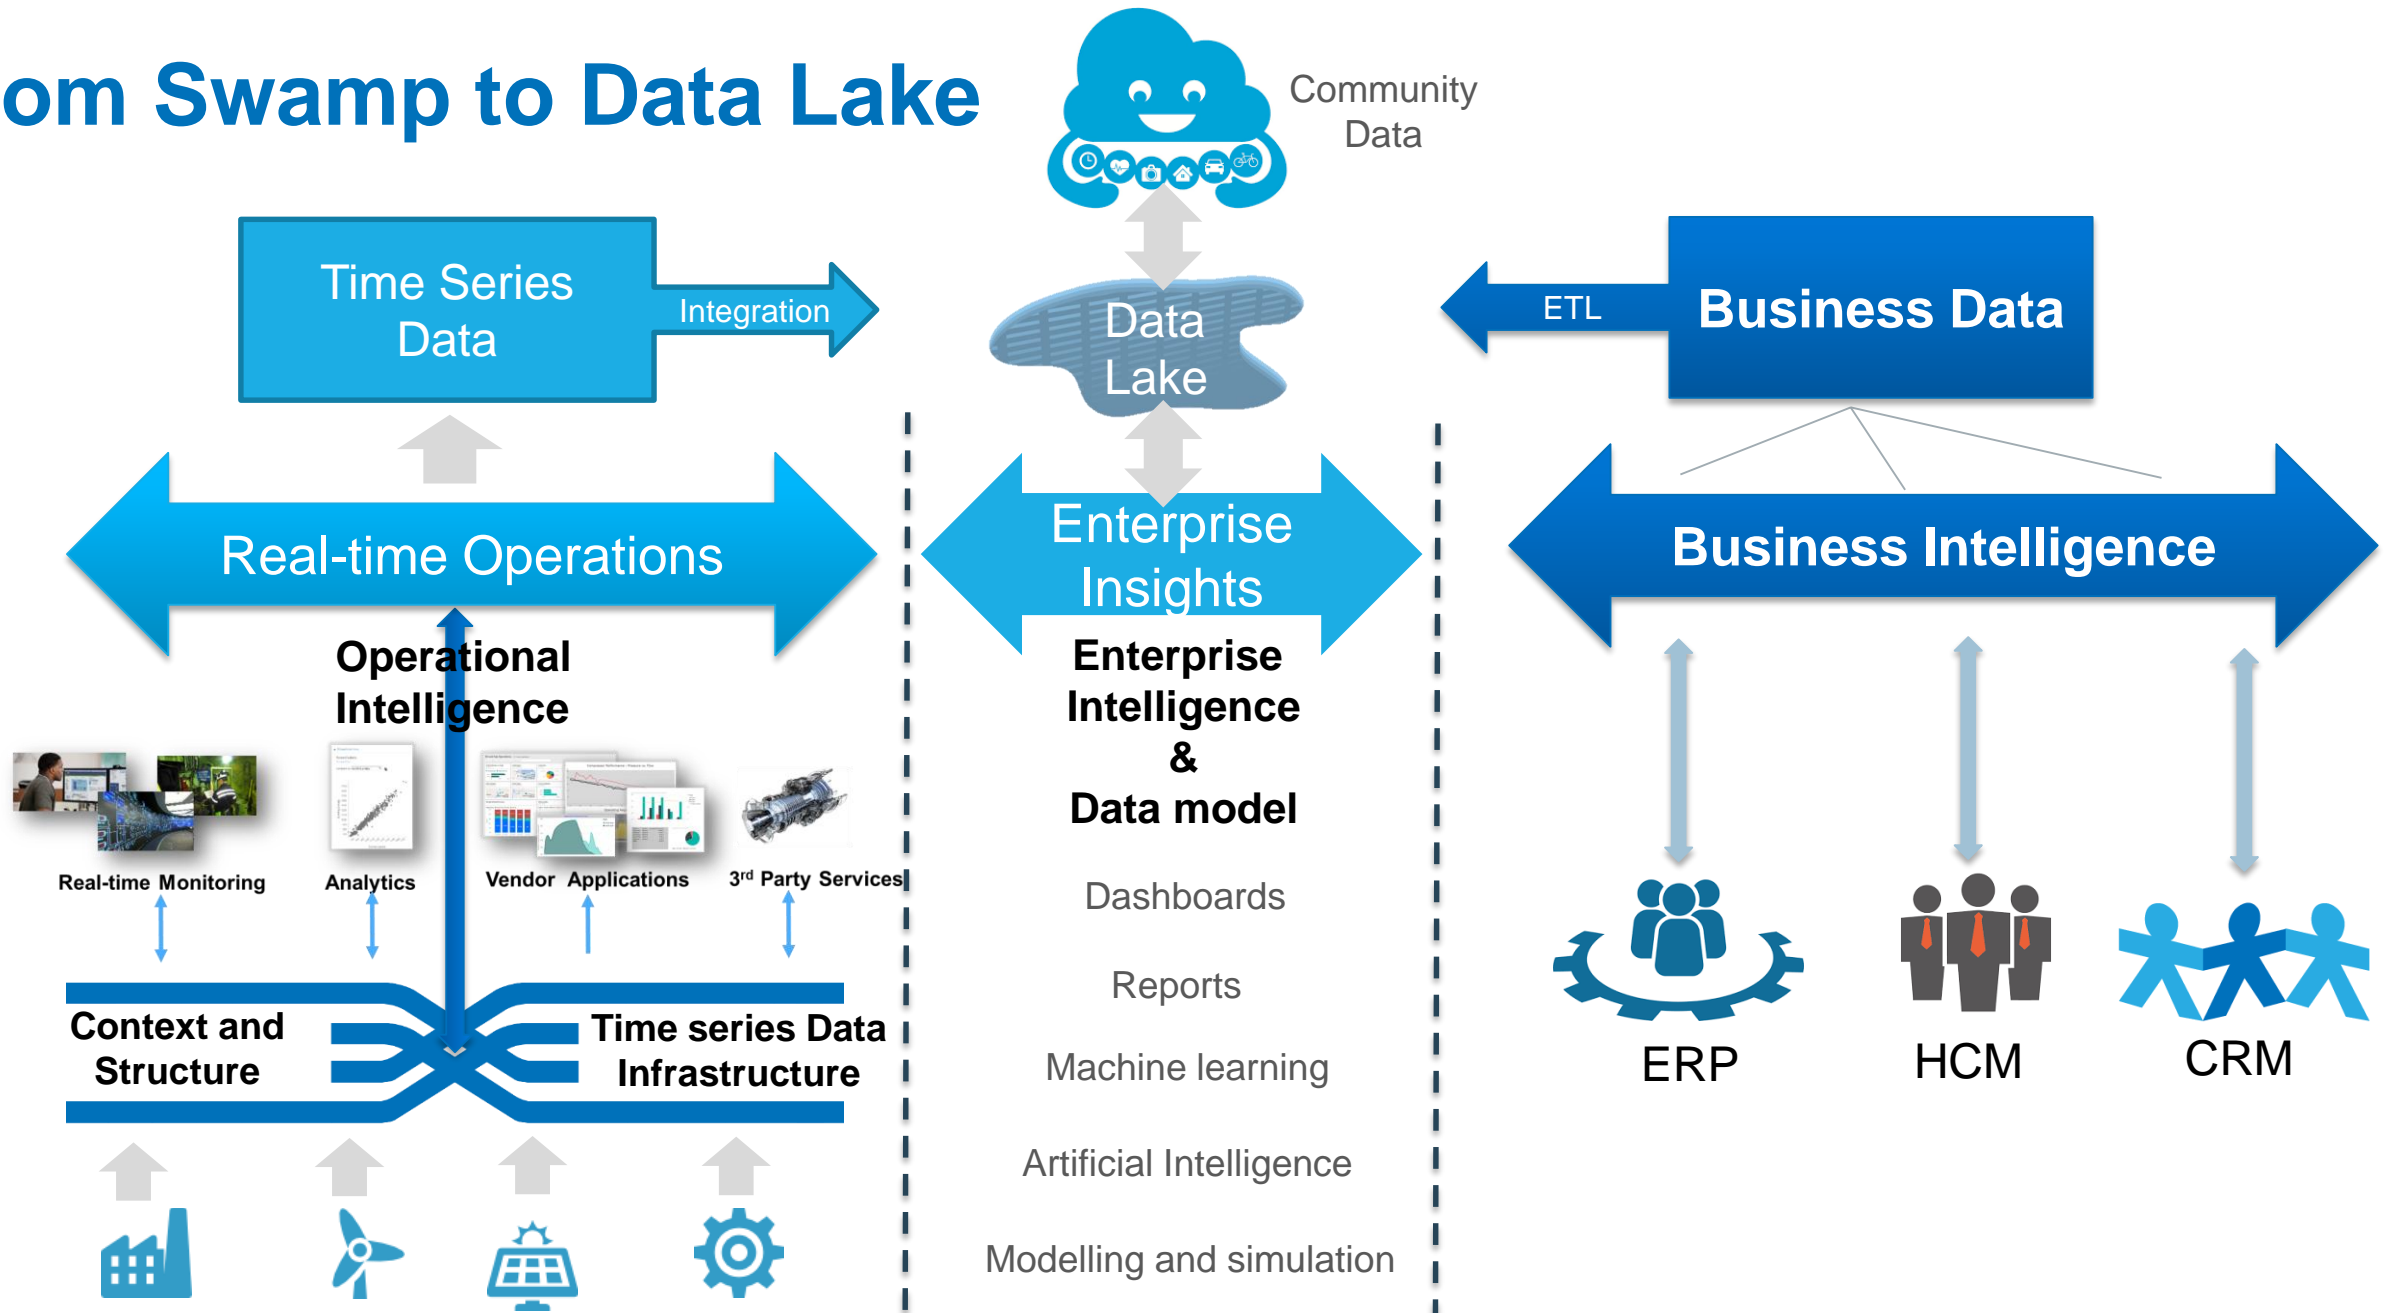 om Swamp to Data Lake
Community
Data
Time Series
Data
Integration
Data
Lake
ETL
Business Data
Real-time Operations
Enterprise
Insights
Business Intelligence
Operational
Intelligence
Enterprise
Intelligence
&
Data model
Real-time Monitoring
Analytics
Vendor Applications
3rd Party Services
Dashboards
Reports
Machine learning
Artificial Intelligence
Modelling and simulation
Context and
Structure
Time series Data
Infrastructure
ERP
HCM
CRM